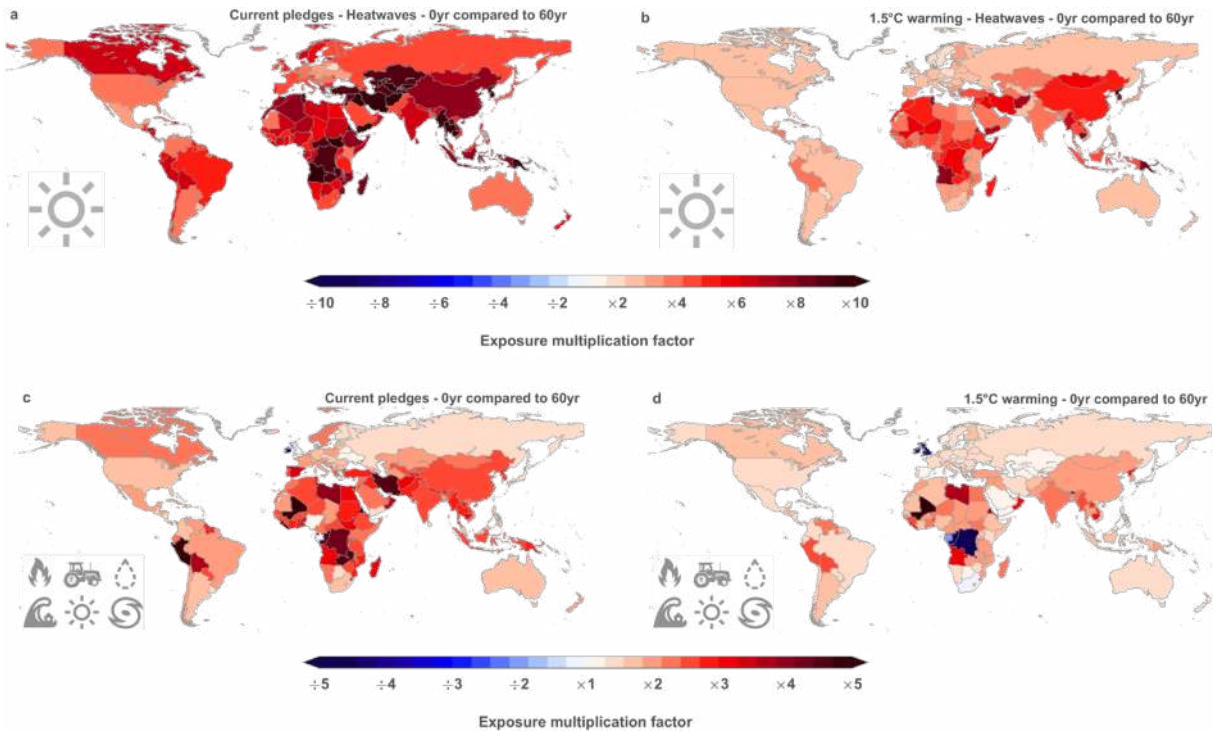 a
Current pledges - Heatwaves - 0yr compared to 60yr
b
1.5°C warming - Heatwaves - 0yr compared to 60yr
÷10 ÷8 ÷6 ÷4 ÷2 ×2 ×4 ×6 ×8 ×10
Exposure multiplication factor
c
Current pledges - 0yr compared to 60yr
d
1.5°C warming - 0yr compared to 60yr
÷5 ÷4 ÷3 ÷2 ×1 ×2 ×3 ×4 ×5
Exposure multiplication factor